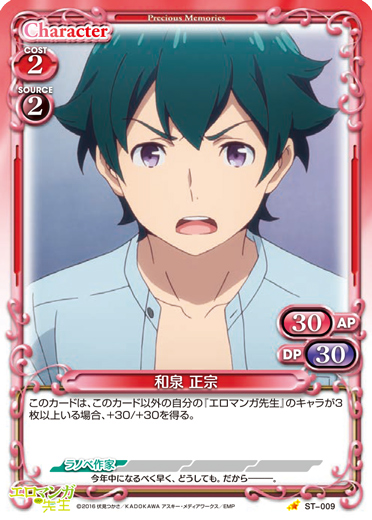 Precious Memories
Character
COST
2
SOURCE
2
30 AP
DP 30
和泉 正宗
このカードは、このカード以外の自分の『エロマンガ先生』のキャラが3
枚以上いる場合、+30/+30を得る。
ラノベ作家
今年中になるべく早く、どうしても。だから――。
エロマンガ
先生
©2016 伏見つかさ/KADOKAWA アスキー・メディアワークス/EMP
ST-009